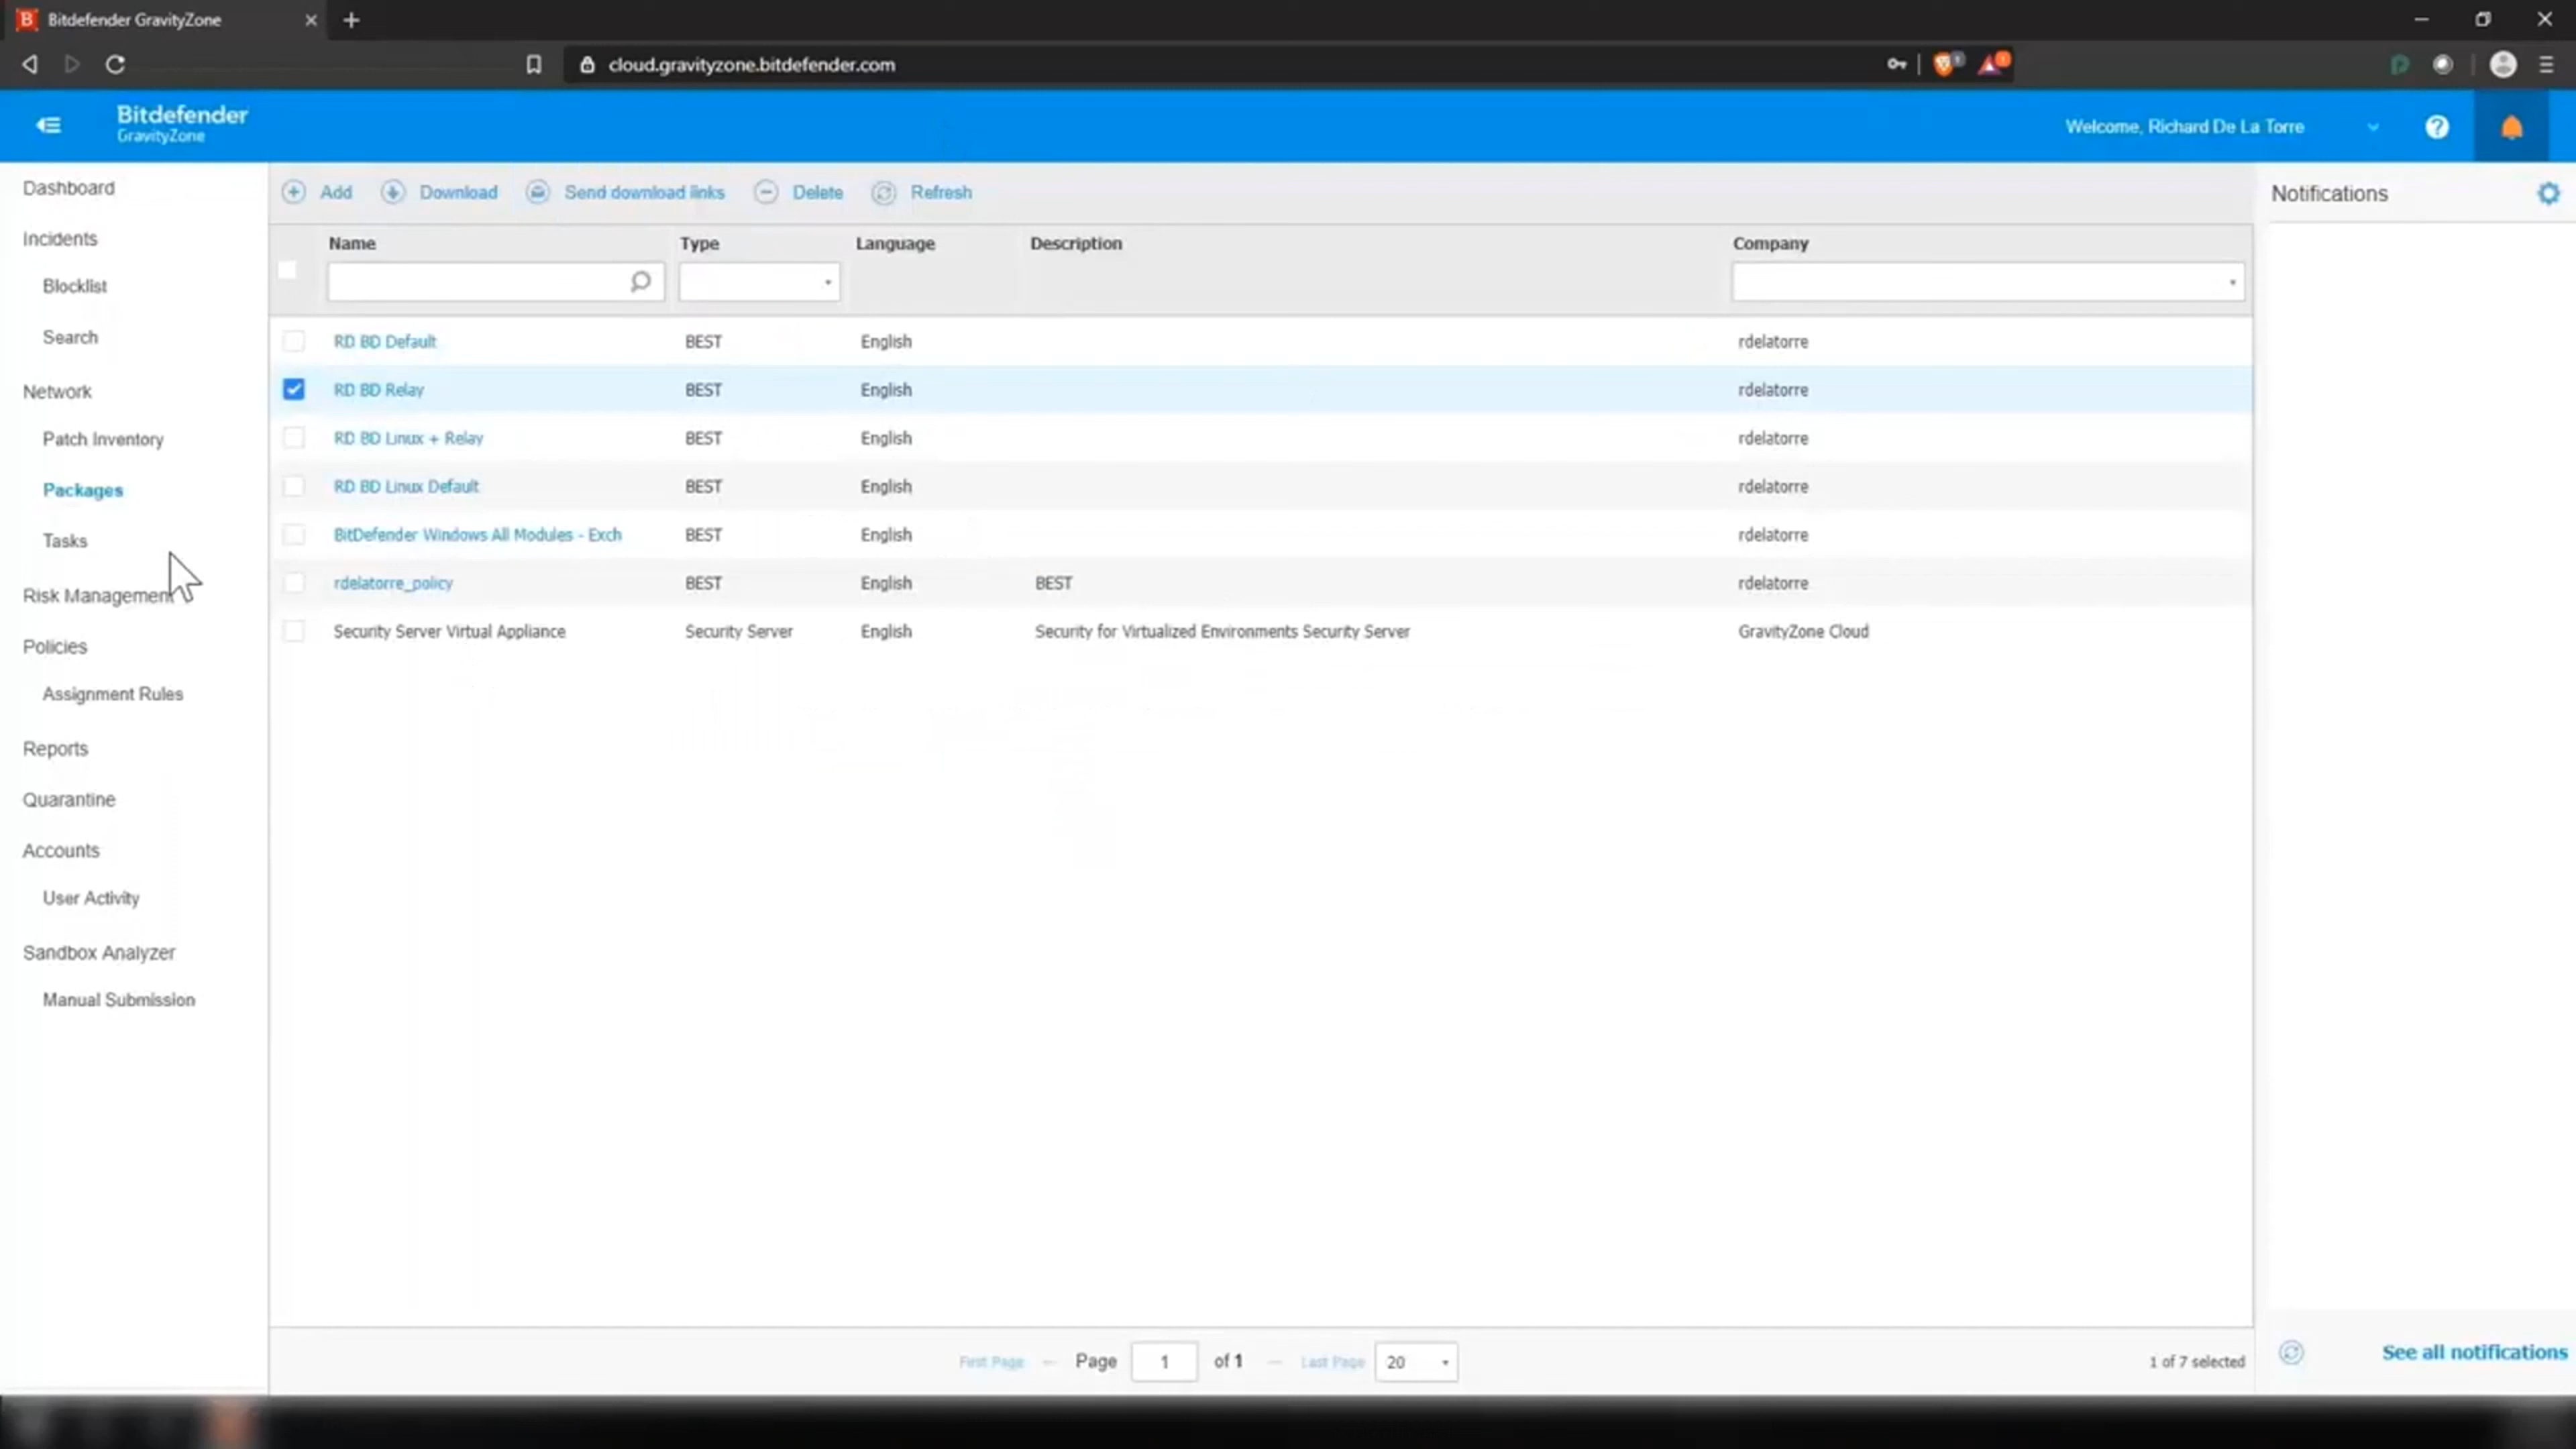 Bitdefender GravityZone
cloud.gravityzone.bitdefender.com
Bitdefender
GravityZone
Welcome, Richard De La Torre
Dashboard
Incidents
Blocklist
Search
Network
Patch Inventory
Packages
Tasks
Risk Management
Policies
Assignment Rules
Reports
Quarantine
Accounts
User Activity
Sandbox Analyzer
Manual Submission
Add Download Send download links Delete Refresh
Name Type Language Description Company
RD BD Default BEST English rdelatorre
RD BD Relay BEST English rdelatorre
RD BD Linux + Relay BEST English rdelatorre
RD BD Linux Default BEST English rdelatorre
BitDefender Windows All Modules - Exch BEST English rdelatorre
rdelatorre_policy BEST English BEST rdelatorre
Security Server Virtual Appliance Security Server English Security for Virtualized Environments Security Server GravityZone Cloud
First Page Page 1 of 1 Last Page 20 1 of 7 selected
Notifications
See all notifications